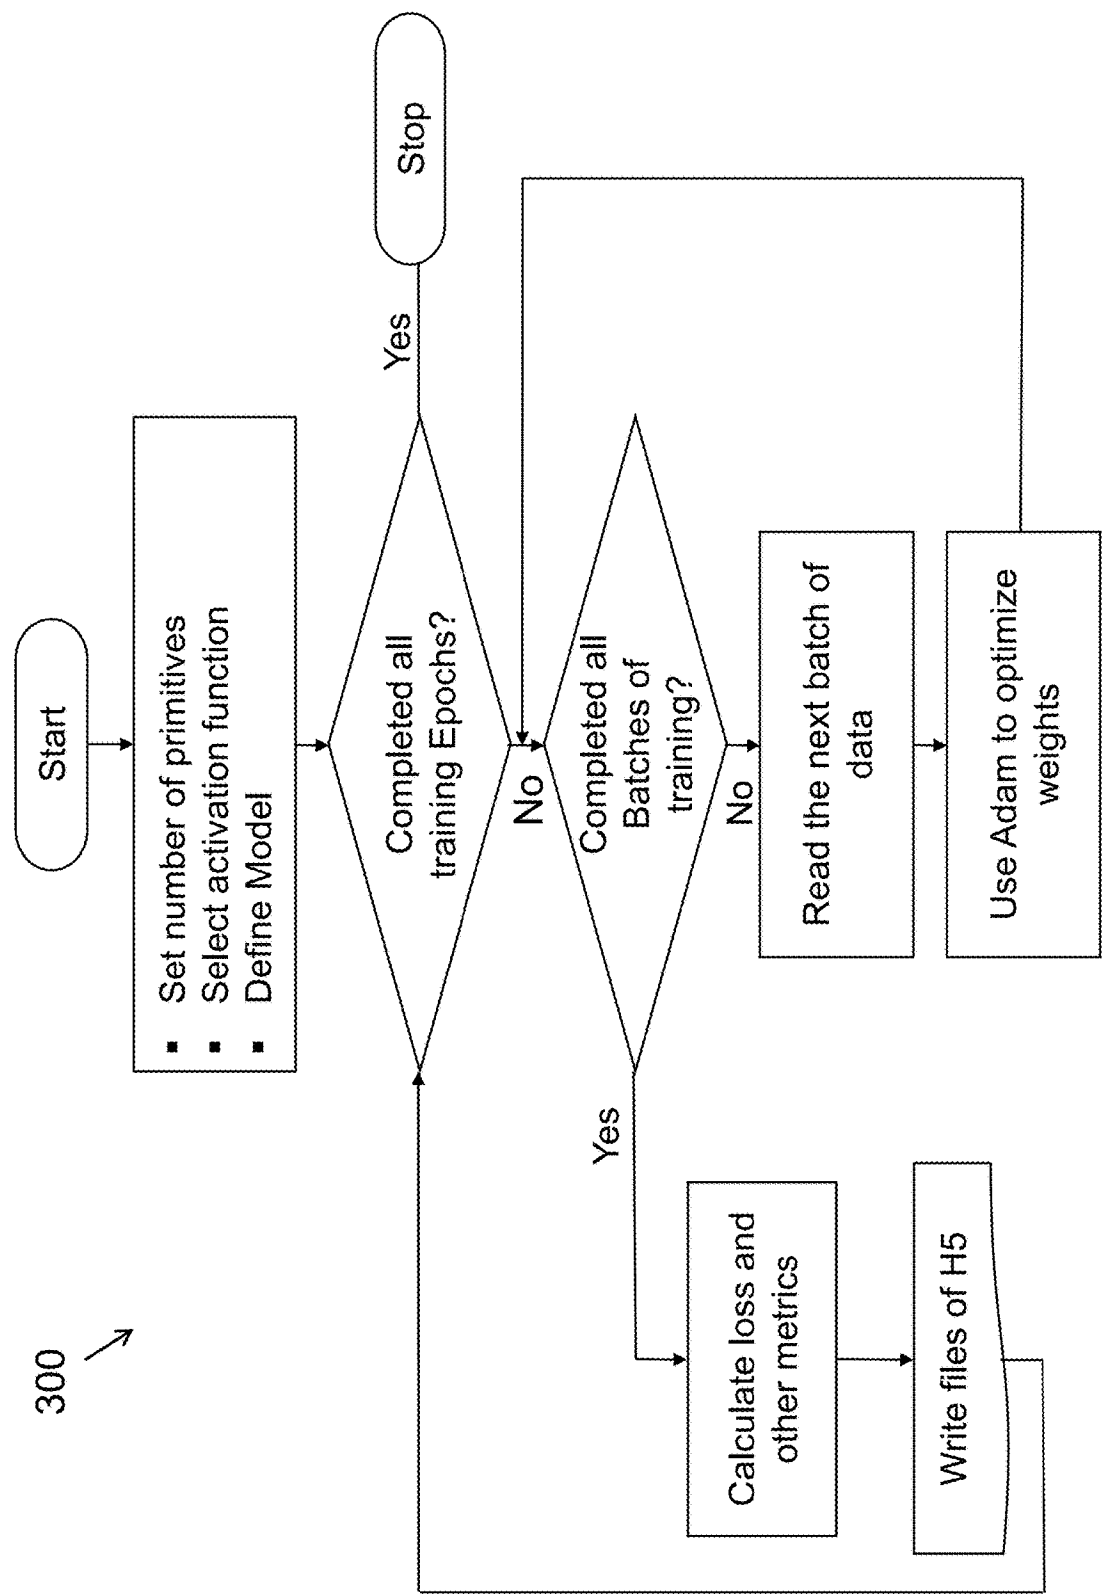 300
Start
▪ Set number of primitives
▪ Select activation function
▪ Define Model
Completed all
training Epochs?
Yes
Stop
No
Completed all
Batches of
training?
Yes
No
Calculate loss and
other metrics
Write files of H5
Read the next batch of
data
Use Adam to optimize
weights